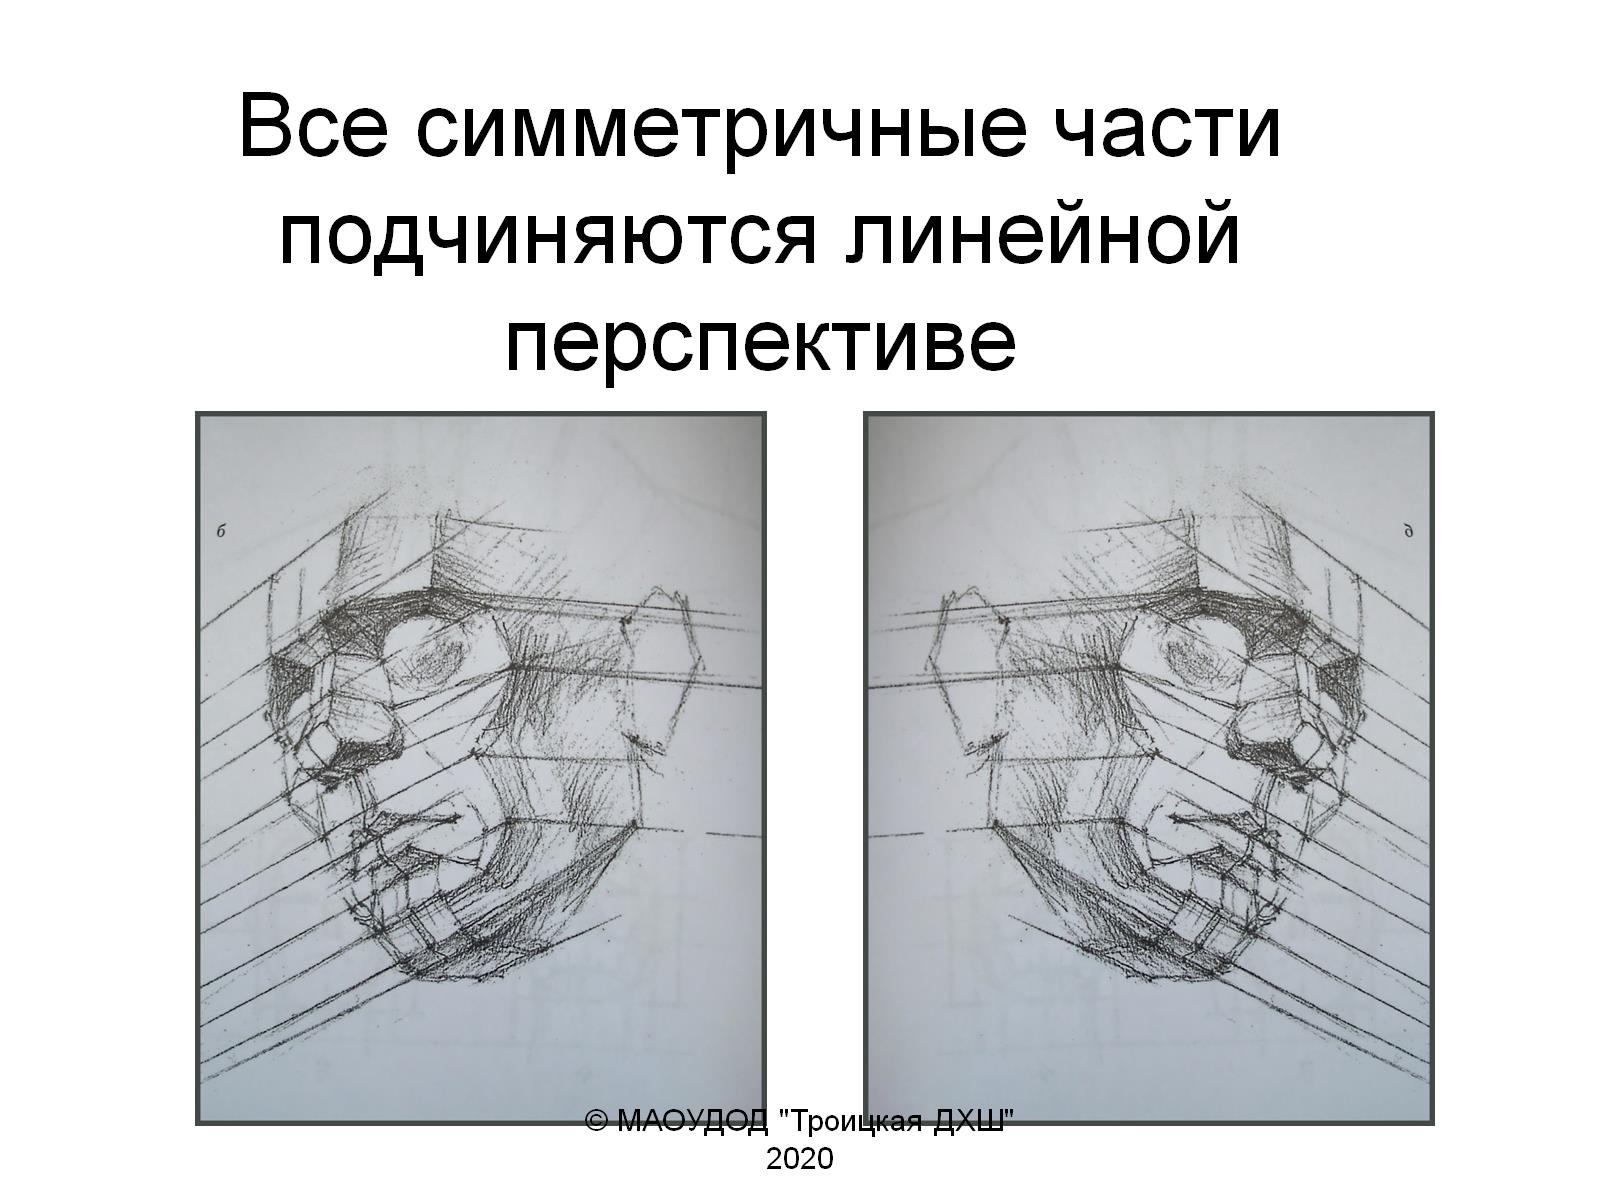 Все симметричные части
подчиняются линейной
перспективе
б
д
© МАОУДОД "Троицкая ДХШ"
2020